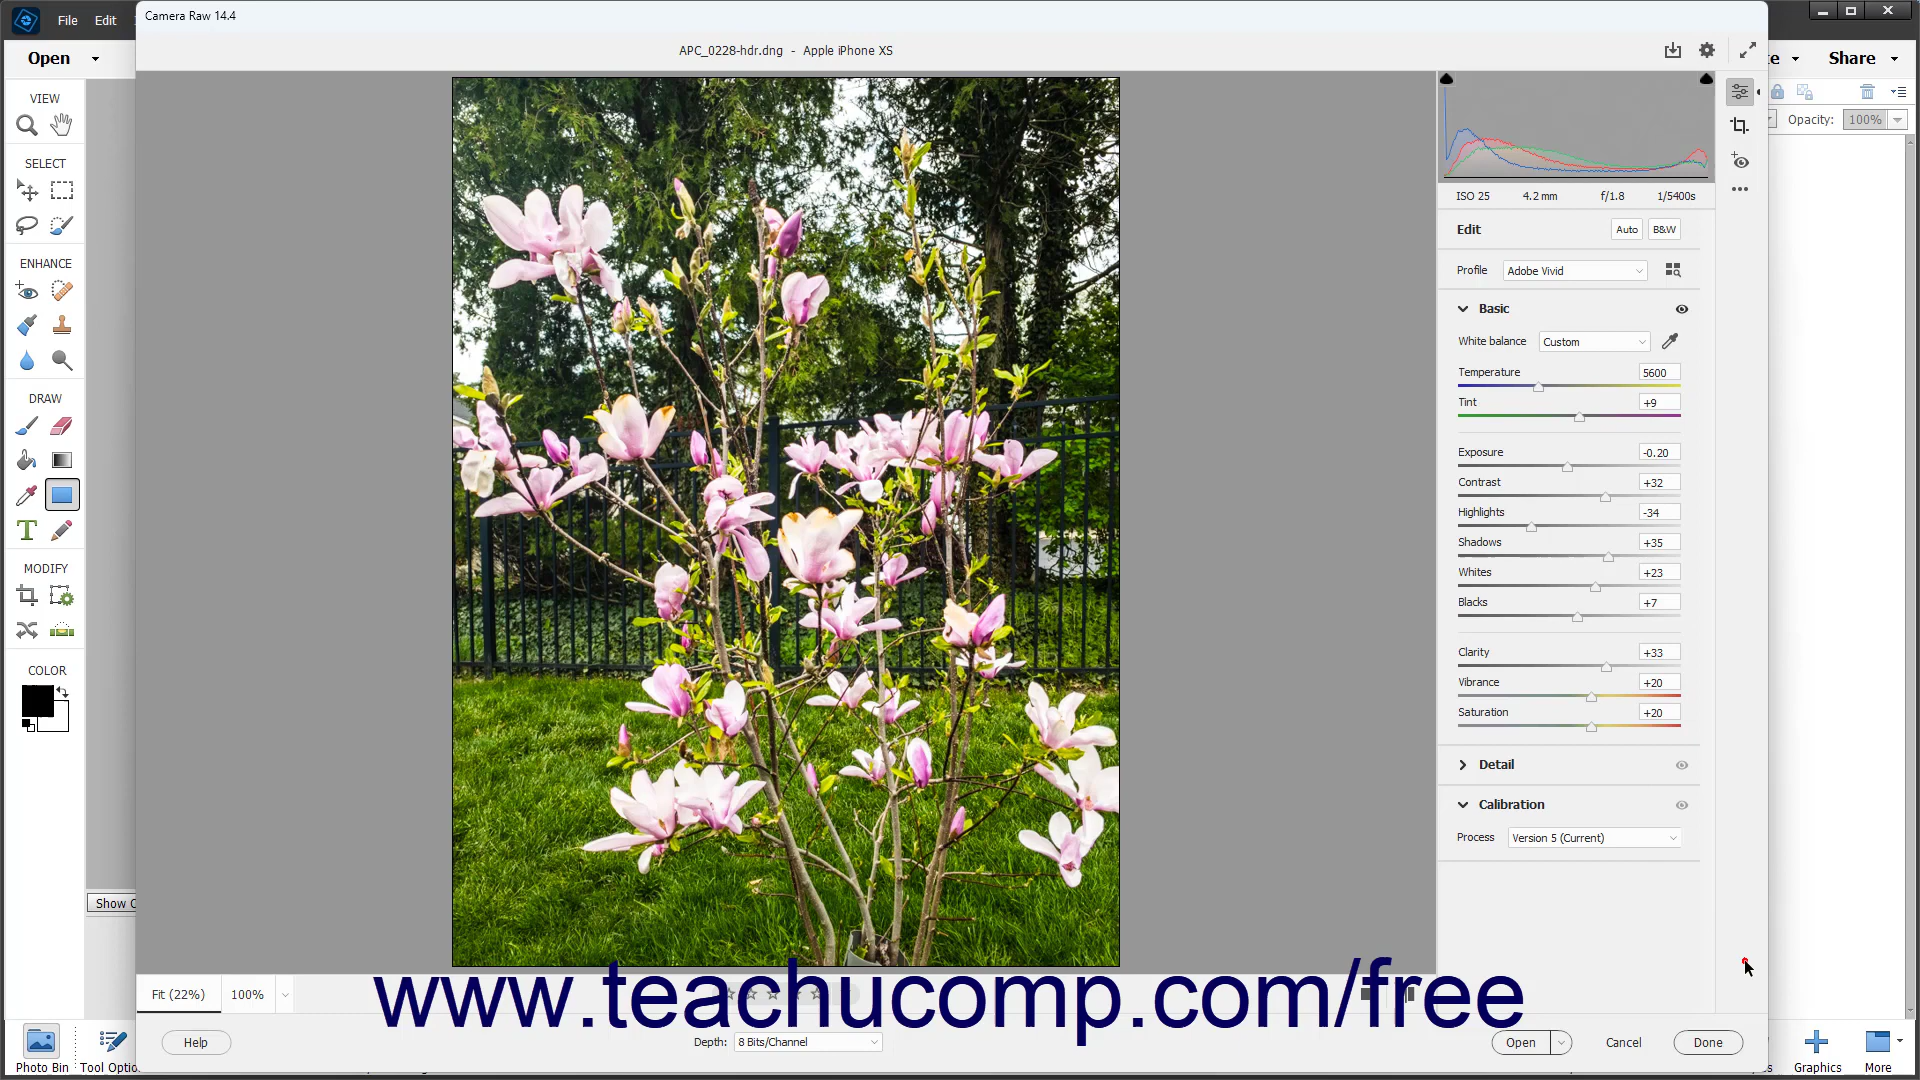 Camera Raw 14.4
File Edit
APC_0228-hdr.dng - Apple iPhone XS
Open
Share
VIEW
Opacity: 100%
SELECT
ISO 25 4.2 mm f/1.8 1/5400s
Edit Auto B&W
ENHANCE
Profile Adobe Vivid
Basic
White balance Custom
Temperature 5600
DRAW
Tint +9
Exposure -0.20
Contrast +32
Highlights -34
T
Shadows +35
MODIFY
Whites +23
Blacks +7
Clarity +33
COLOR
Vibrance +20
Saturation +20
Detail
Calibration
Process Version 5 (Current)
Show
Fit (22%) 100%
www.teachucomp.com/free
Help
Depth: 8 Bits/Channel
Open Cancel Done
Photo Bin Tool Optio
Graphics More